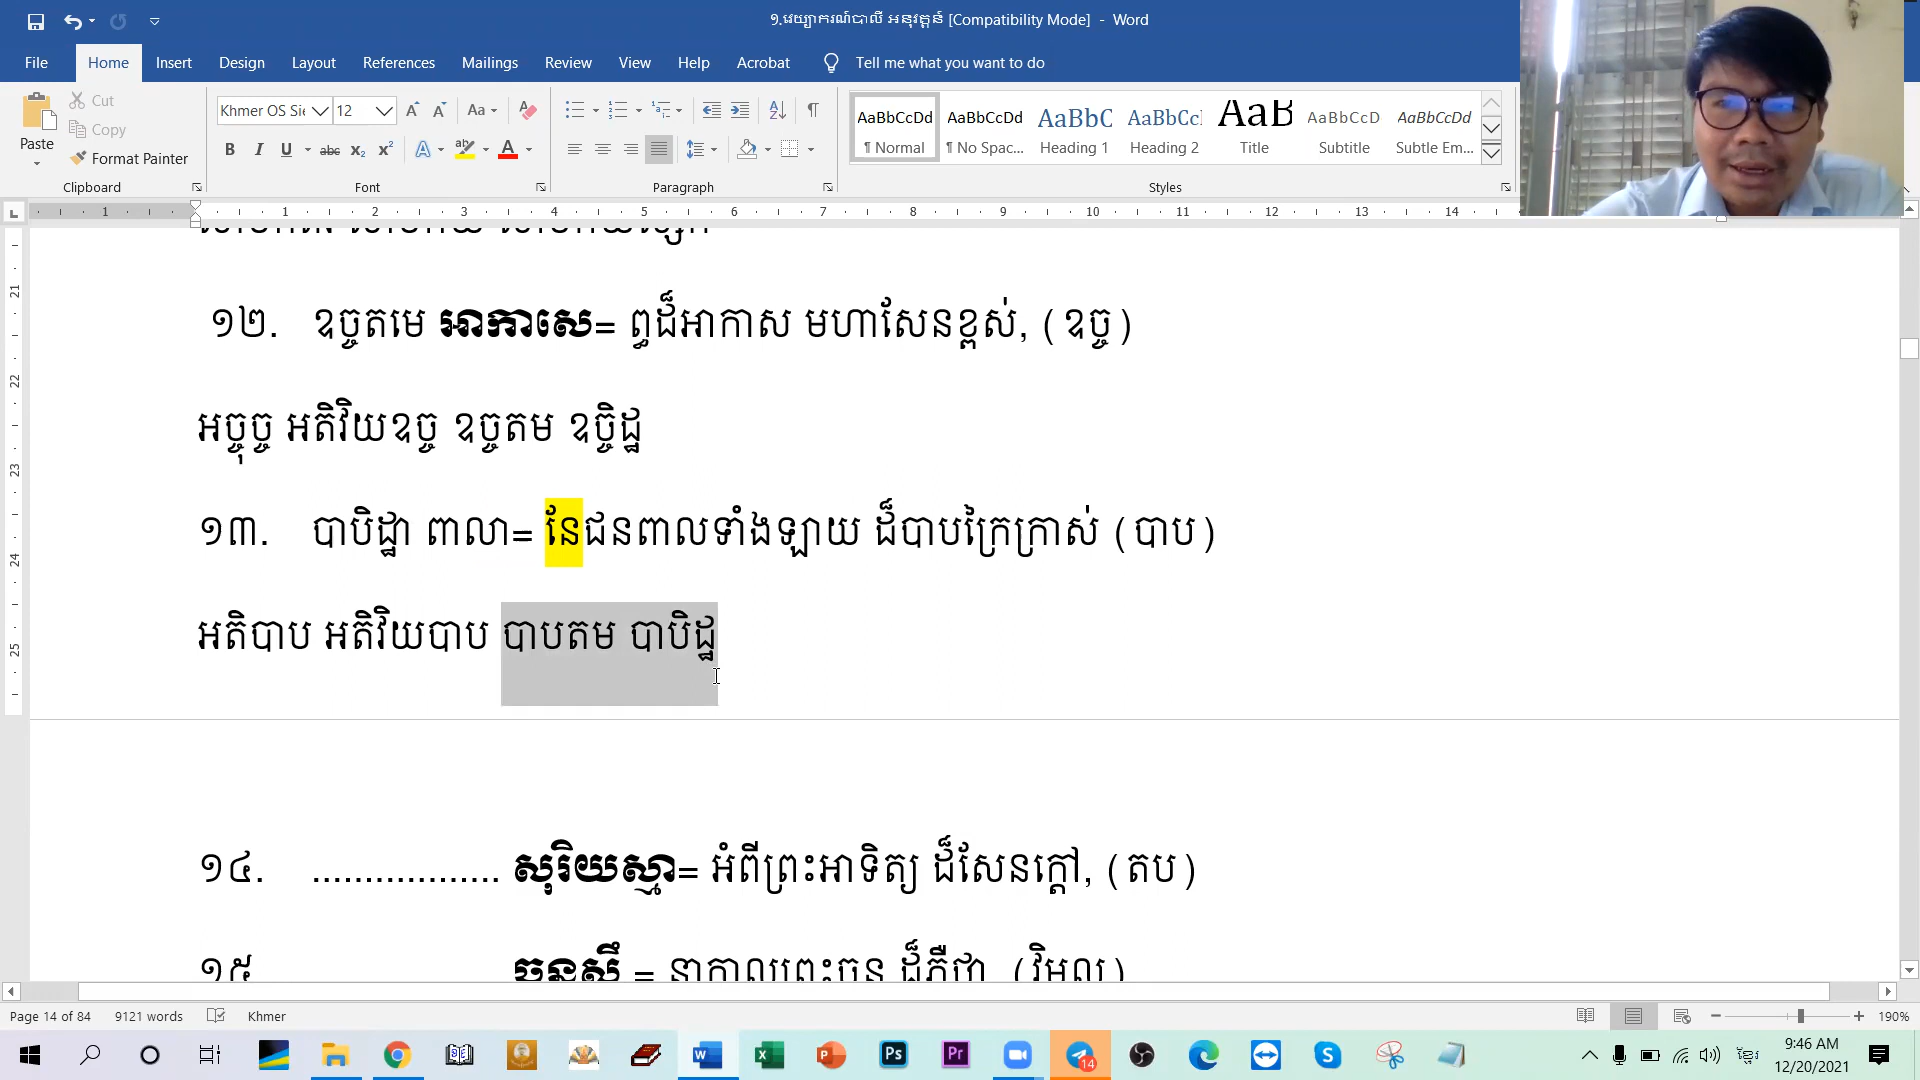 ១.វេយ្យាករណ៍បាលី អនុវត្តន៍ [Compatibility Mode] - Word
File Home Insert Design Layout References Mailings Review View Help Acrobat Tell me what you want to do
Paste Cut Copy Format Painter Clipboard
Khmer OS Sie 12 Font
Paragraph
AaBbCcDd ¶ Normal AaBbCcDd ¶ No Spac... AaBbC Heading 1 AaBbCc Heading 2 AaB Title AaBbCcD Subtitle AaBbCcDd Subtle Em... Styles
១២. ឧច្ចតមេ អាកាសេ= ឰដ៏អាកាស មហាសែនខ្ពស់, (ឧច្ច)
អច្ចុច្ច អតិវិយឧច្ច ឧច្ចតម ឧច្ចិដ្ឋ
១៣. បាបិដ្ឋា ពាលា= នែជនពាលទាំងឡាយ ដ៏បាបក្រៃក្រាស់ (បាប)
អតិបាប អតិវិយបាប បាបតម បាបិដ្ឋ
១៤. .................. សុរិយស្មា= អំពីព្រះអាទិត្យ ដ៏សែនក្ដៅ, (តប)
Page 14 of 84 9121 words Khmer 190%
14 ខ្មែរ 9:46 AM
12/20/2021